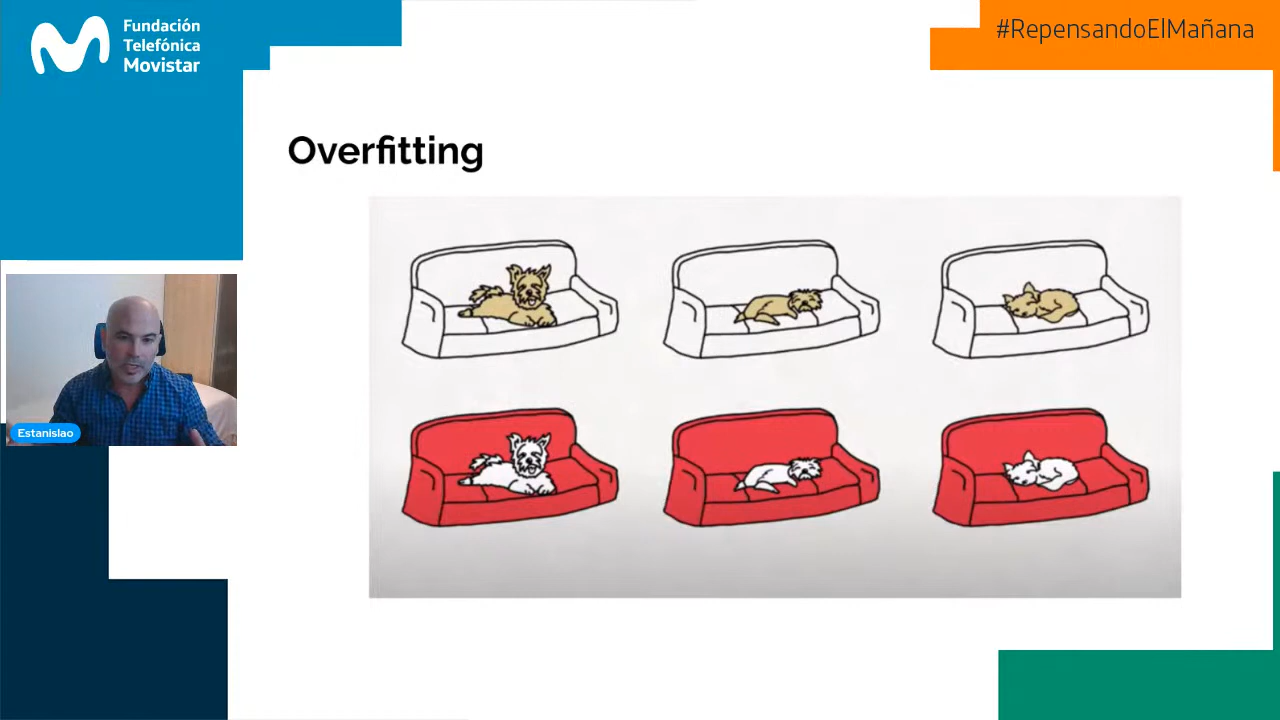 Fundación
Telefónica
Movistar
#RepensandoElMañana
Overfitting
Estanislao